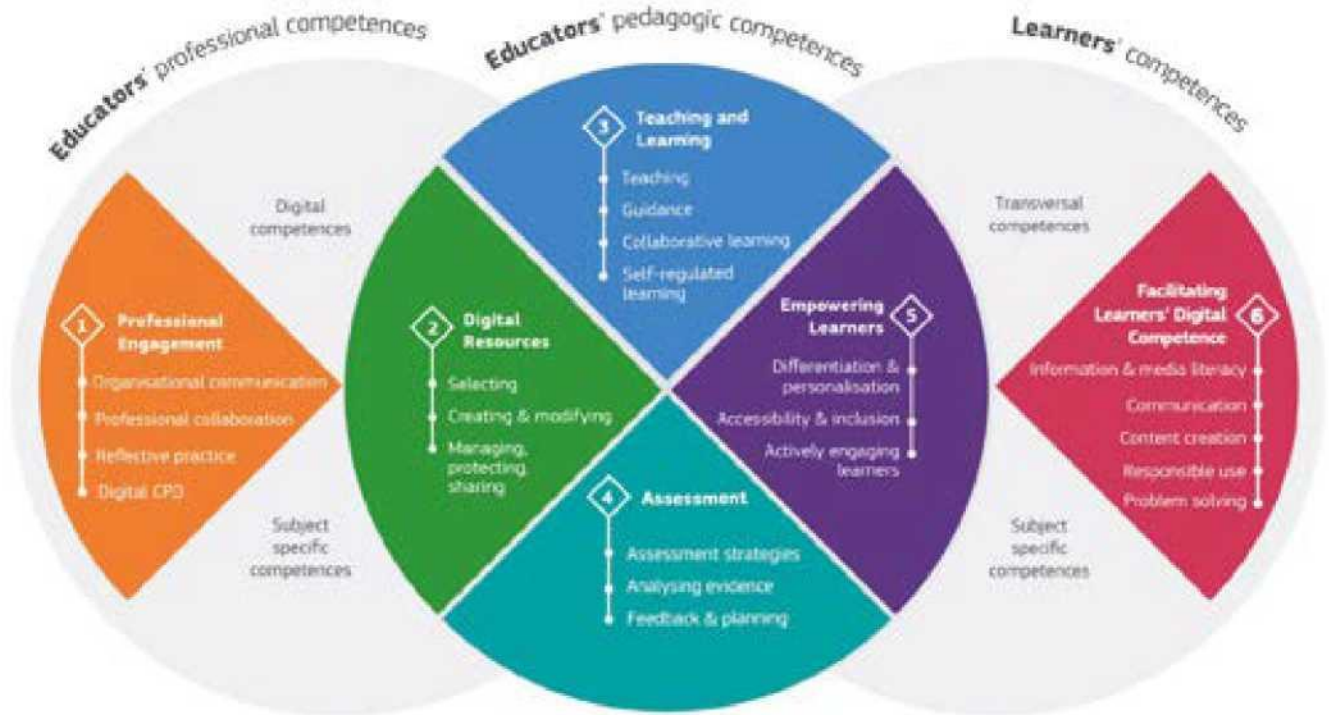 Educators' professional competences
Educators' pedagogic competences
Learners' competences
Digital
competences
Subject
specific
competences
1
Professional
Engagement
Organisational communication
Professional collaboration
Reflective practice
Digital CPD
2
Digital
Resources
Selecting
Creating & modifying
Managing,
protecting,
sharing
3
Teaching and
Learning
Teaching
Guidance
Collaborative learning
Self-regulated
learning
4
Assessment
Assessment strategies
Analysing evidence
Feedback & planning
5
Empowering
Learners
Differentiation &
personalisation
Accessibility & inclusion
Actively engaging
learners
Transversal
competences
Subject
specific
competences
6
Facilitating
Learners' Digital
Competence
Information & media literacy
Communication
Content creation
Responsible use
Problem solving